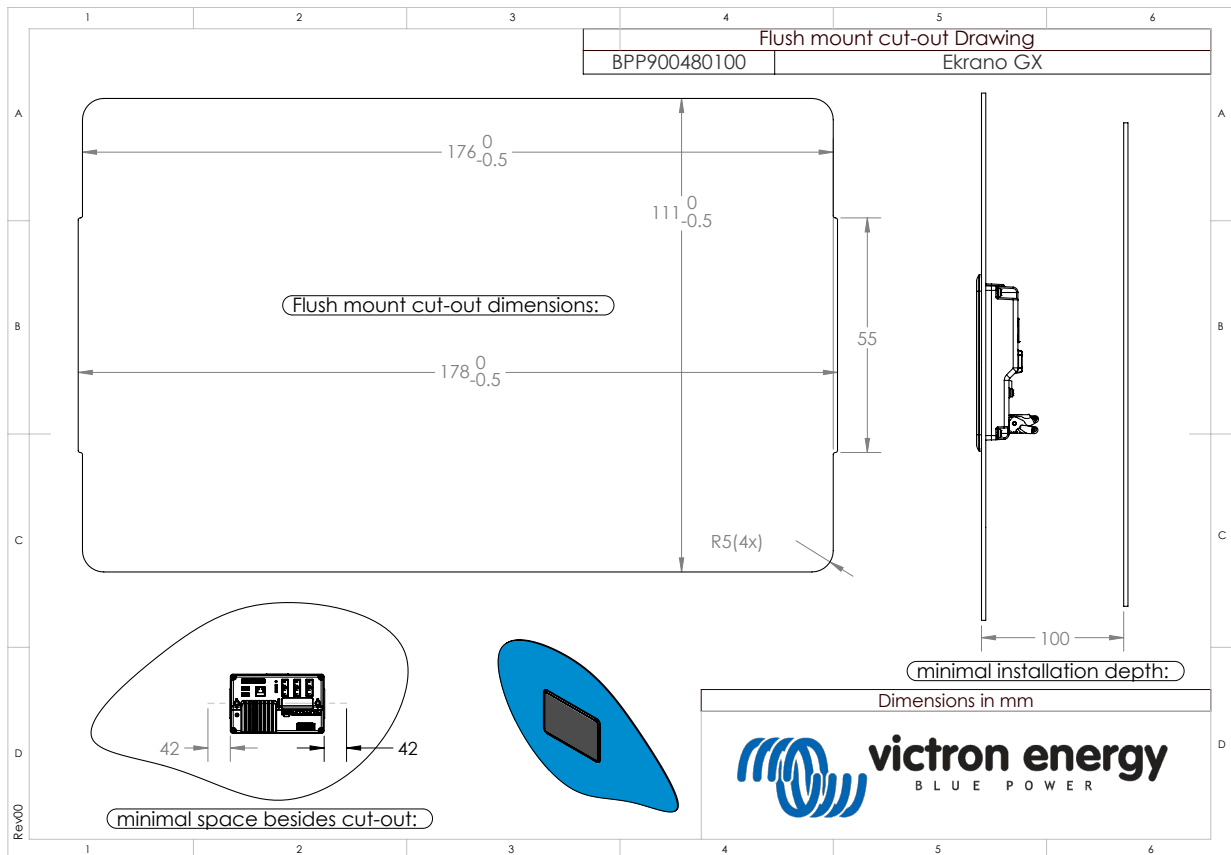 1 2 3 4 5 6
Flush mount cut-out Drawing
BPP900480100 Ekrano GX
A A
176 0 -0.5
111 0 -0.5
Flush mount cut-out dimensions:
B B
55
178 0 -0.5
C C
R5(4x)
100
minimal installation depth:
Dimensions in mm
42 42
D D
victron energy
BLUE POWER
minimal space besides cut-out:
Rev00
1 2 3 4 5 6